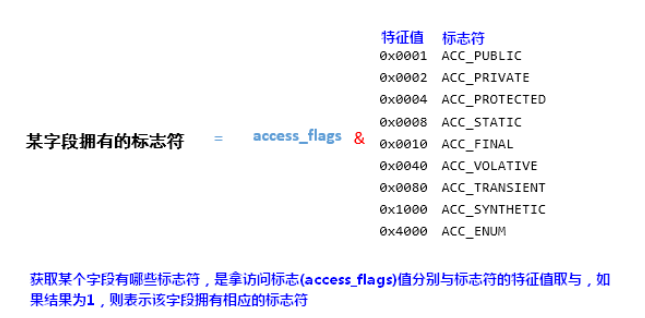 特征值 标志符
0x0001 ACC_PUBLIC
0x0002 ACC_PRIVATE
0x0004 ACC_PROTECTED
0x0008 ACC_STATIC
某字段拥有的标志符 = access_flags & 0x0010 ACC_FINAL
0x0040 ACC_VOLATIVE
0x0080 ACC_TRANSIENT
0x1000 ACC_SYNTHETIC
0x4000 ACC_ENUM
获取某个字段有哪些标志符，是拿访问标志(access_flags)值分别与标志符的特征值取与，如
果结果为1，则表示该字段拥有相应的标志符